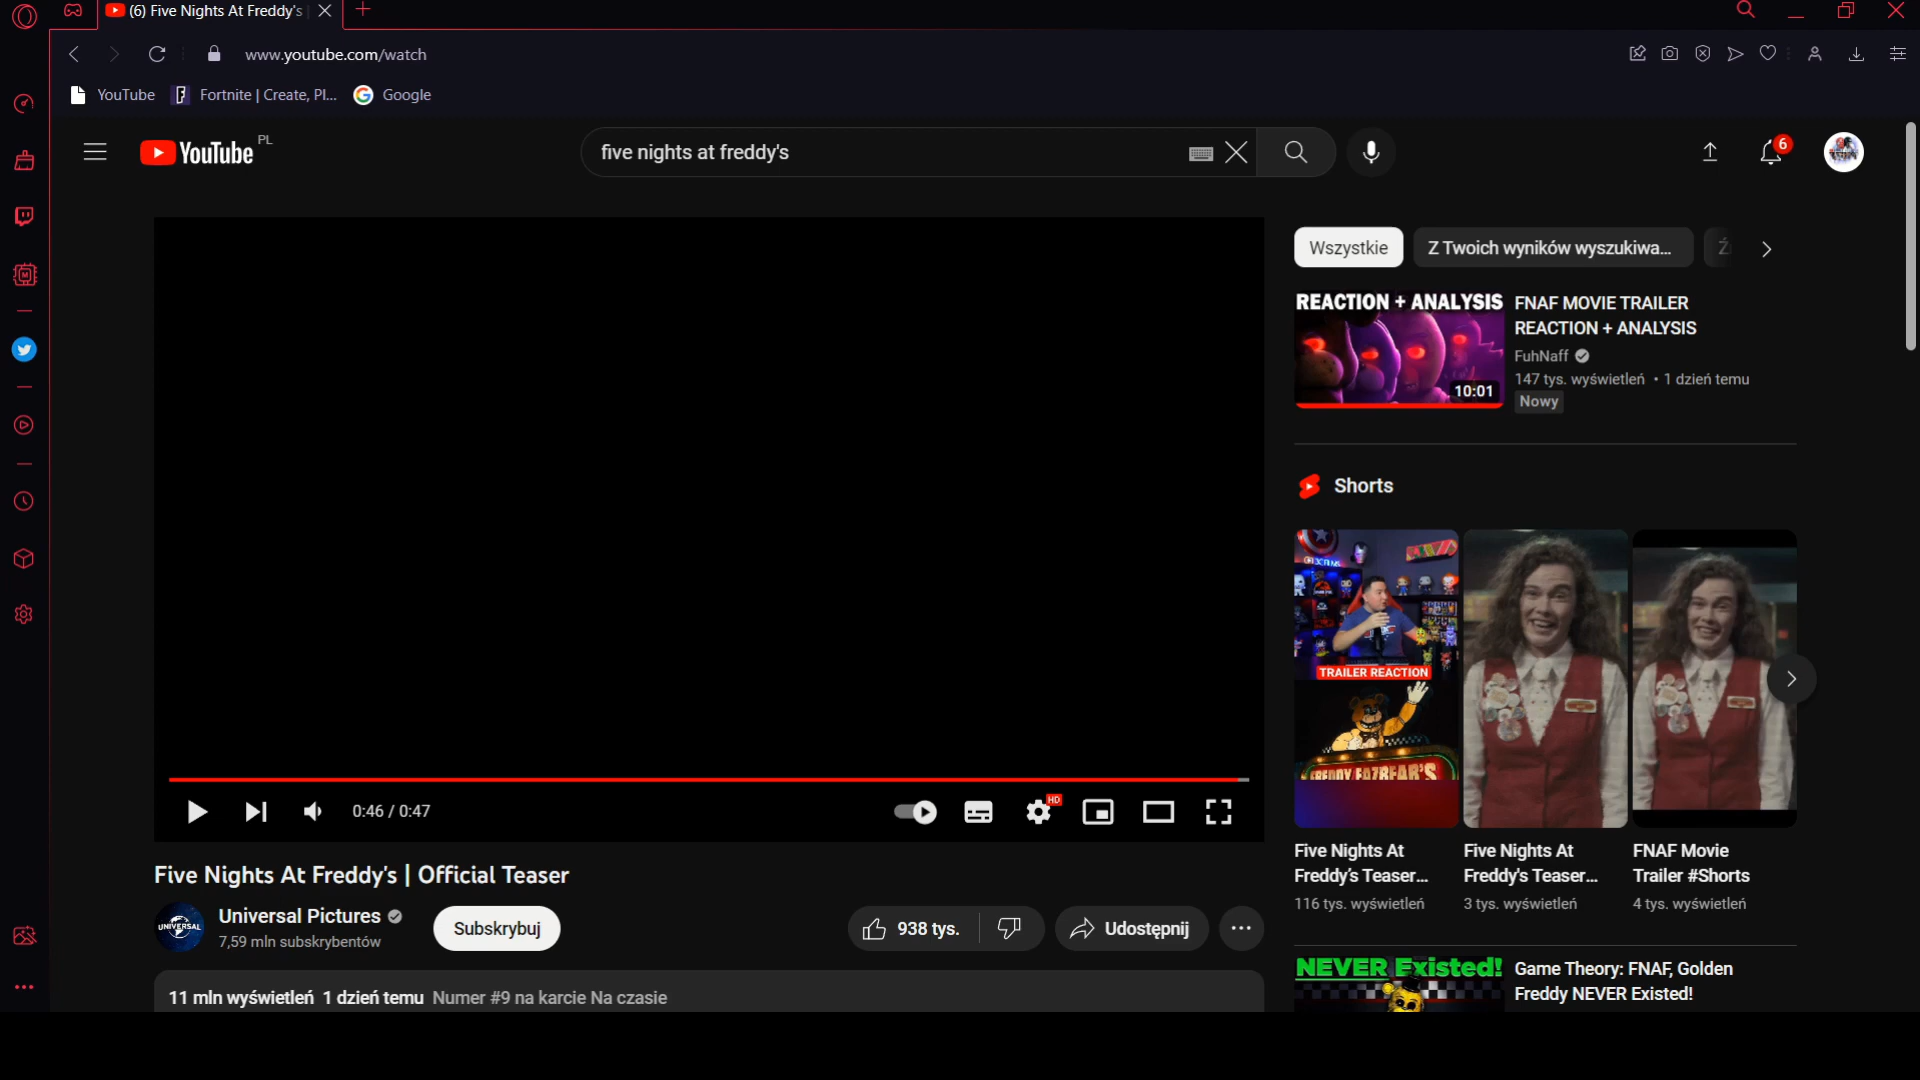 (6) Five Nights At Freddy's
www.youtube.com/watch
YouTube
Fortnite | Create, Pl...
Google
YouTube PL
five nights at freddy's
6
Wszystkie
Z Twoich wyników wyszukiwa...
REACTION + ANALYSIS
10:01
FNAF MOVIE TRAILER
REACTION + ANALYSIS
FuhNaff
147 tys. wyświetleń • 1 dzień temu
Nowy
Shorts
TRAILER REACTION
FREDDY FAZBEAR'S
Five Nights At
Freddy's Teaser...
116 tys. wyświetleń
Five Nights At
Freddy's Teaser...
3 tys. wyświetleń
FNAF Movie
Trailer #Shorts
4 tys. wyświetleń
0:46 / 0:47
HD
Five Nights At Freddy's | Official Teaser
UNIVERSAL
Universal Pictures
7,59 mln subskrybentów
Subskrybuj
938 tys.
Udostępnij
11 mln wyświetleń 1 dzień temu Numer #9 na karcie Na czasie
NEVER Existed!
Game Theory: FNAF, Golden
Freddy NEVER Existed!